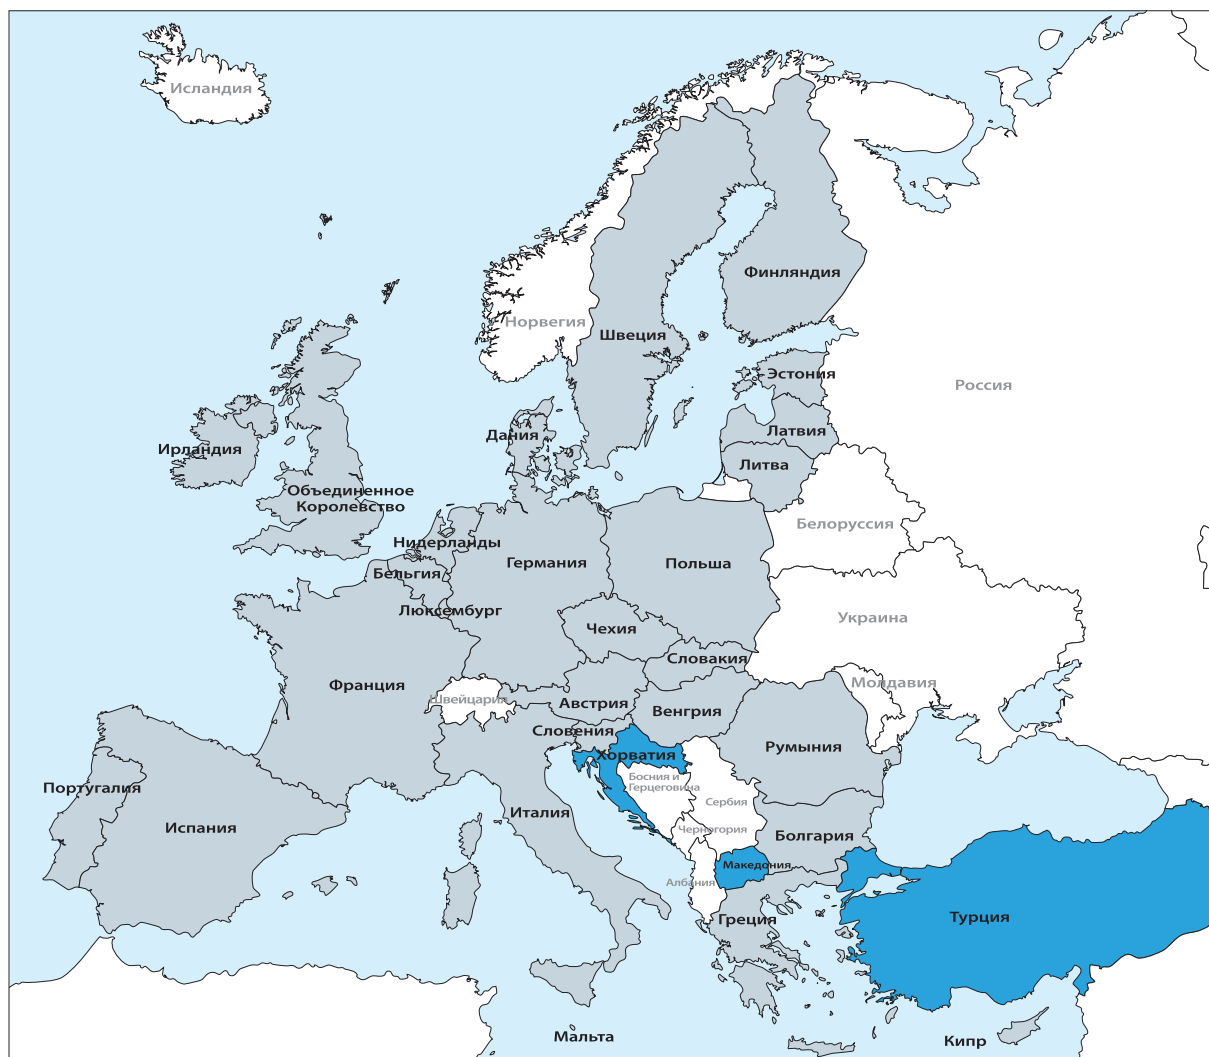 Исландия
Финляндия
Норвегия
Швеция
Эстония
Россия
Латвия
Дания
Ирландия
Литва
Объединенное
Королевство
Белоруссия
Нидерланды
Германия
Польша
Бельгия
Люксембург
Украина
Чехия
Словакия
Франция
Молдавия
Швейцария
Австрия
Венгрия
Словения
Румыния
Хорватия
Босния и
Герцеговина
Португалия
Сербия
Италия
Испания
Черногория
Болгария
Македония
Албания
Греция
Турция
Мальта
Кипр